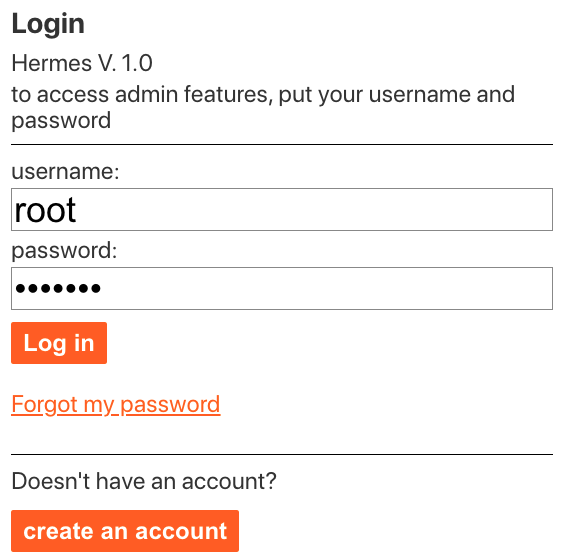 Login
Hermes V. 1.0
to access admin features, put your username and
password
username:
root
password:
•••••••
Log in
Forgot my password
Doesn't have an account?
create an account